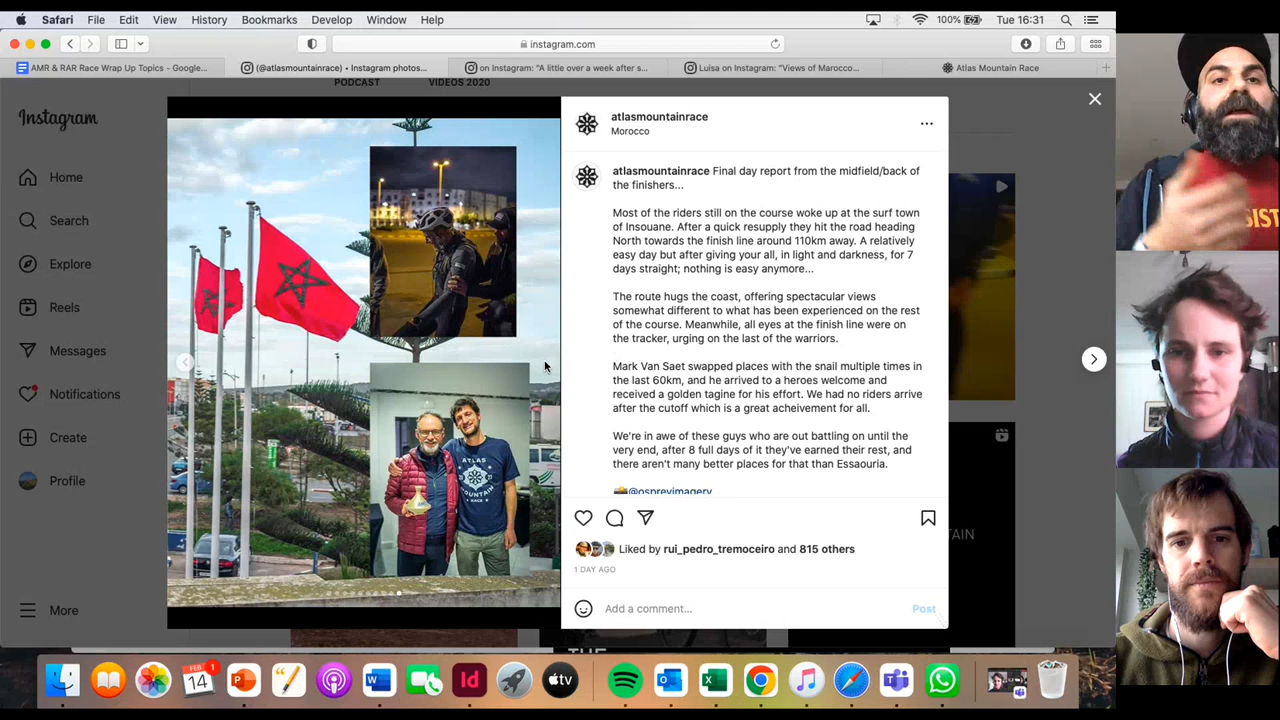 Safari File Edit View History Bookmarks Develop Window Help 100% Tue 16:31
instagram.com
AMR & RAR Race Wrap Up Topics - Google...
(@atlasmountainrace) • Instagram photos...
on Instagram: "A little over a week after s...
Luisa on Instagram: "Views of Marocco...
Atlas Mountain Race
PODCAST
VIDEOS 2020
Instagram
Home
Search
Explore
Reels
Messages
Notifications
Create
Profile
More
ATLAS
MOUNTAIN
RACE
atlasmountainrace
Morocco
atlasmountainrace Final day report from the midfield/back of
the finishers...
Most of the riders still on the course woke up at the surf town
of Insouane. After a quick resupply they hit the road heading
North towards the finish line around 110km away. A relatively
easy day but after giving your all, in light and darkness, for 7
days straight; nothing is easy anymore...
The route hugs the coast, offering spectacular views
somewhat different to what has been experienced on the rest
of the course. Meanwhile, all eyes at the finish line were on
the tracker, urging on the last of the warriors.
Mark Van Saet swapped places with the snail multiple times in
the last 60km, and he arrived to a heroes welcome and
received a golden tagine for his effort. We had no riders arrive
after the cutoff which is a great acheivement for all.
We're in awe of these guys who are out battling on until the
very end, after 8 full days of it they've earned their rest, and
there aren't many better places for that than Essaouira.
@ospreyimagery
Liked by rui_pedro_tremoceiro and 815 others
1 DAY AGO
Add a comment...
Post
AIN
THE
SIST
FEB
14
1
tv